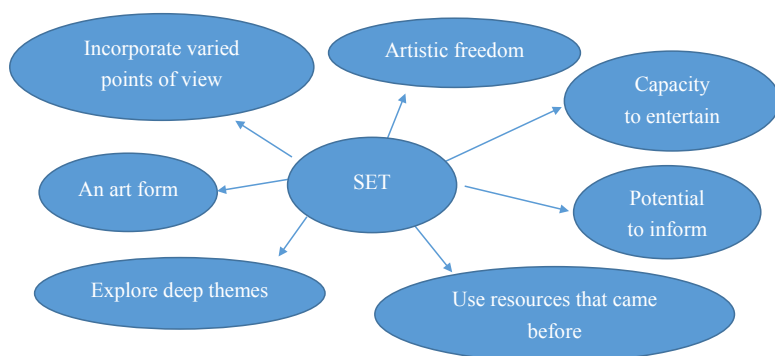 Incorporate varied
points of view
Artistic freedom
Capacity
to entertain
An art form
SET
Potential
to inform
Explore deep themes
Use resources that came
before